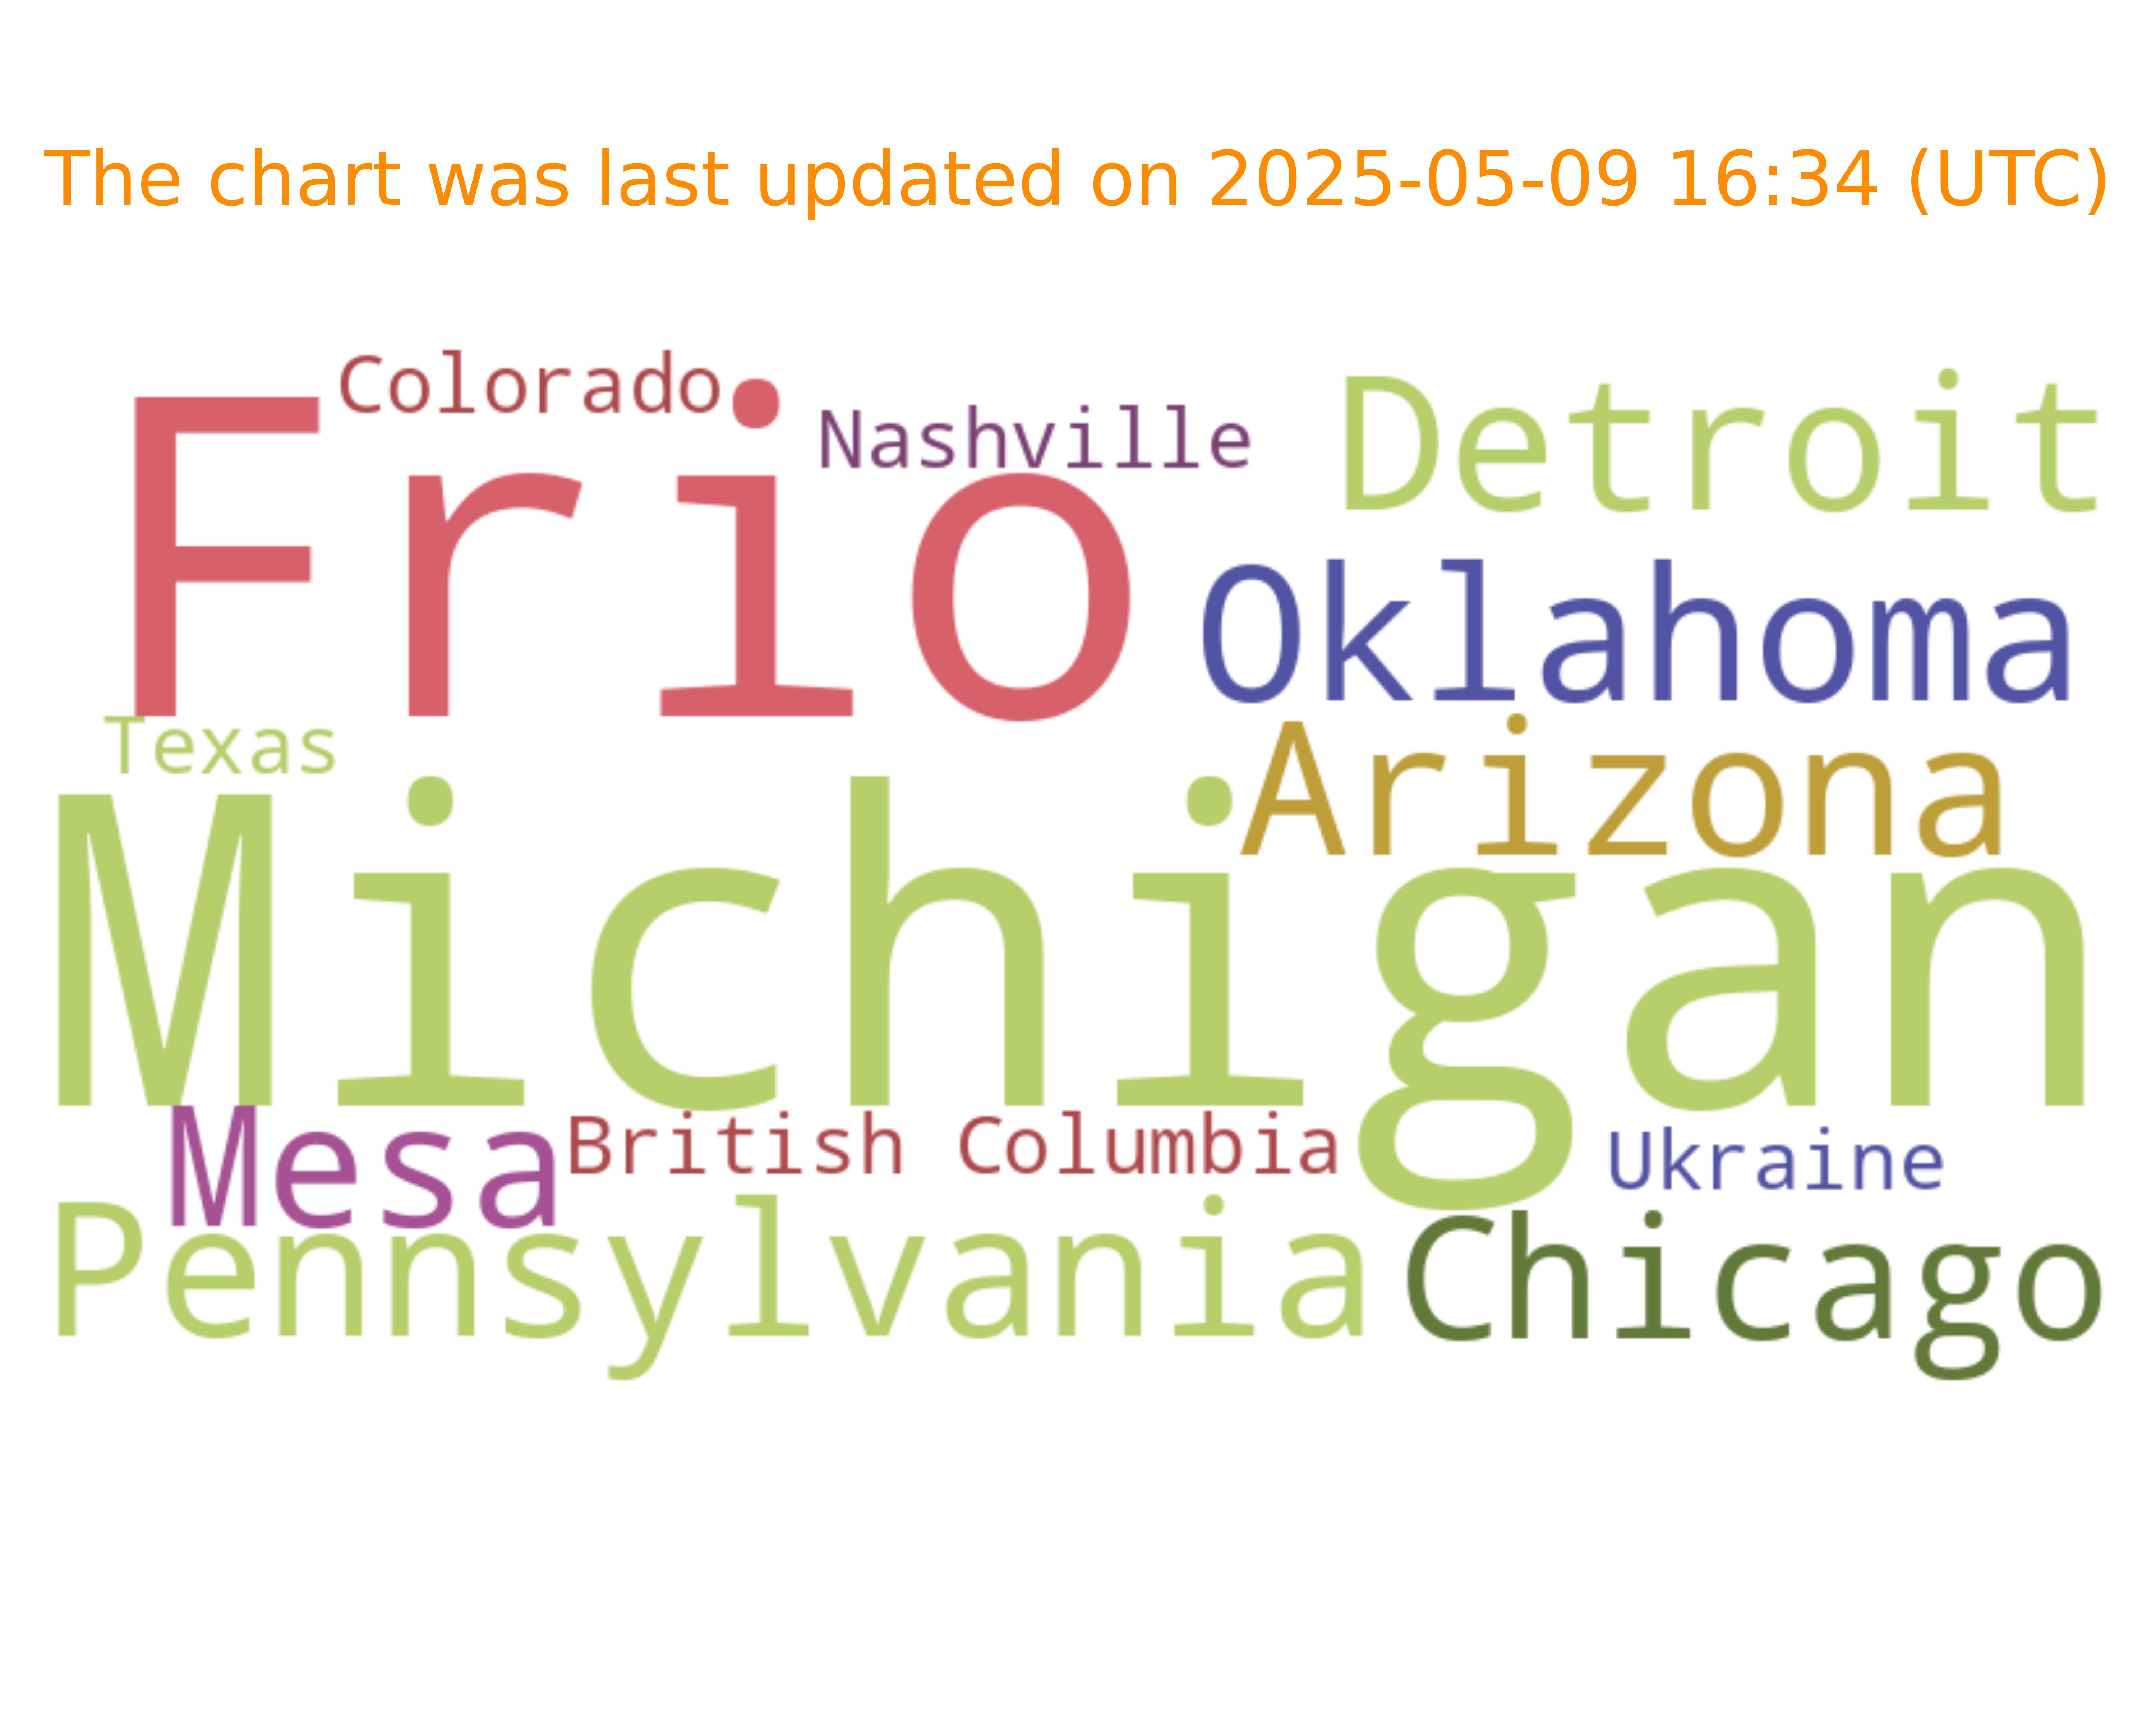 The chart was last updated on 2025-05-09 16:34 (UTC)
Colorado
Nashville
Detroit
Frio
Oklahoma
Texas
Arizona
Michigan
Mesa
British Columbia
Ukraine
Pennsylvania
Chicago